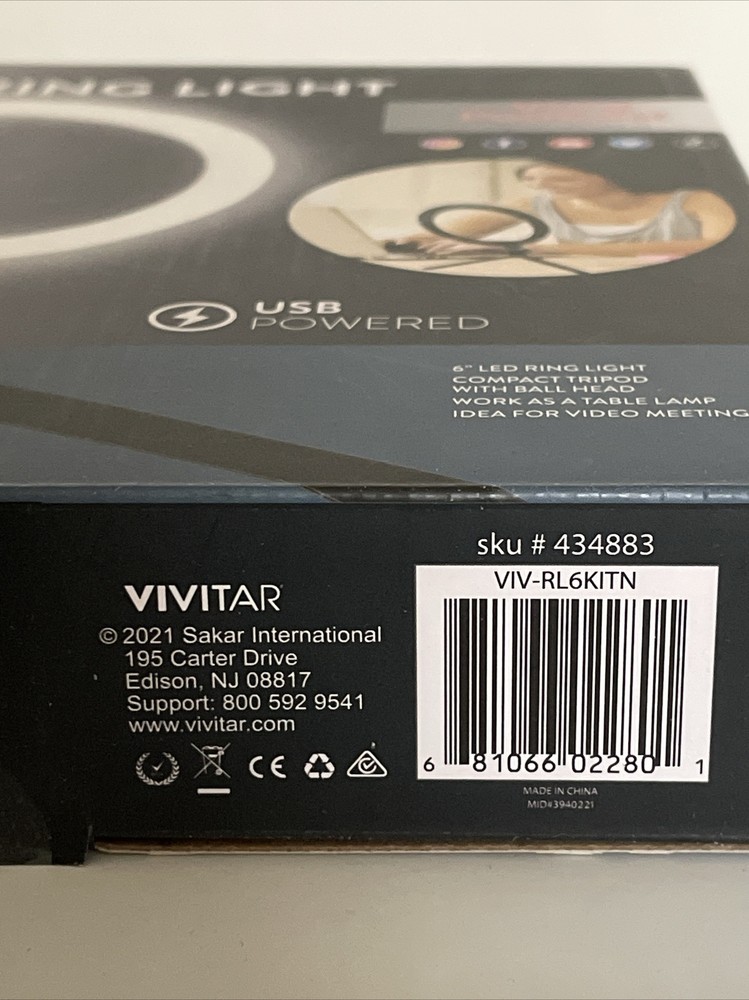 RING LIGHT
USB
POWERED
6" LED RING LIGHT
COMPACT TRIPOD
WITH BALL HEAD
WORK AS A TABLE LAMP
IDEA FOR VIDEO MEETING
sku # 434883
VIV-RL6KITN
6 81066 02280 1
MADE IN CHINA
MID#3940221
VIVITAR
© 2021 Sakar International
195 Carter Drive
Edison, NJ 08817
Support: 800 592 9541
www.vivitar.com
CE